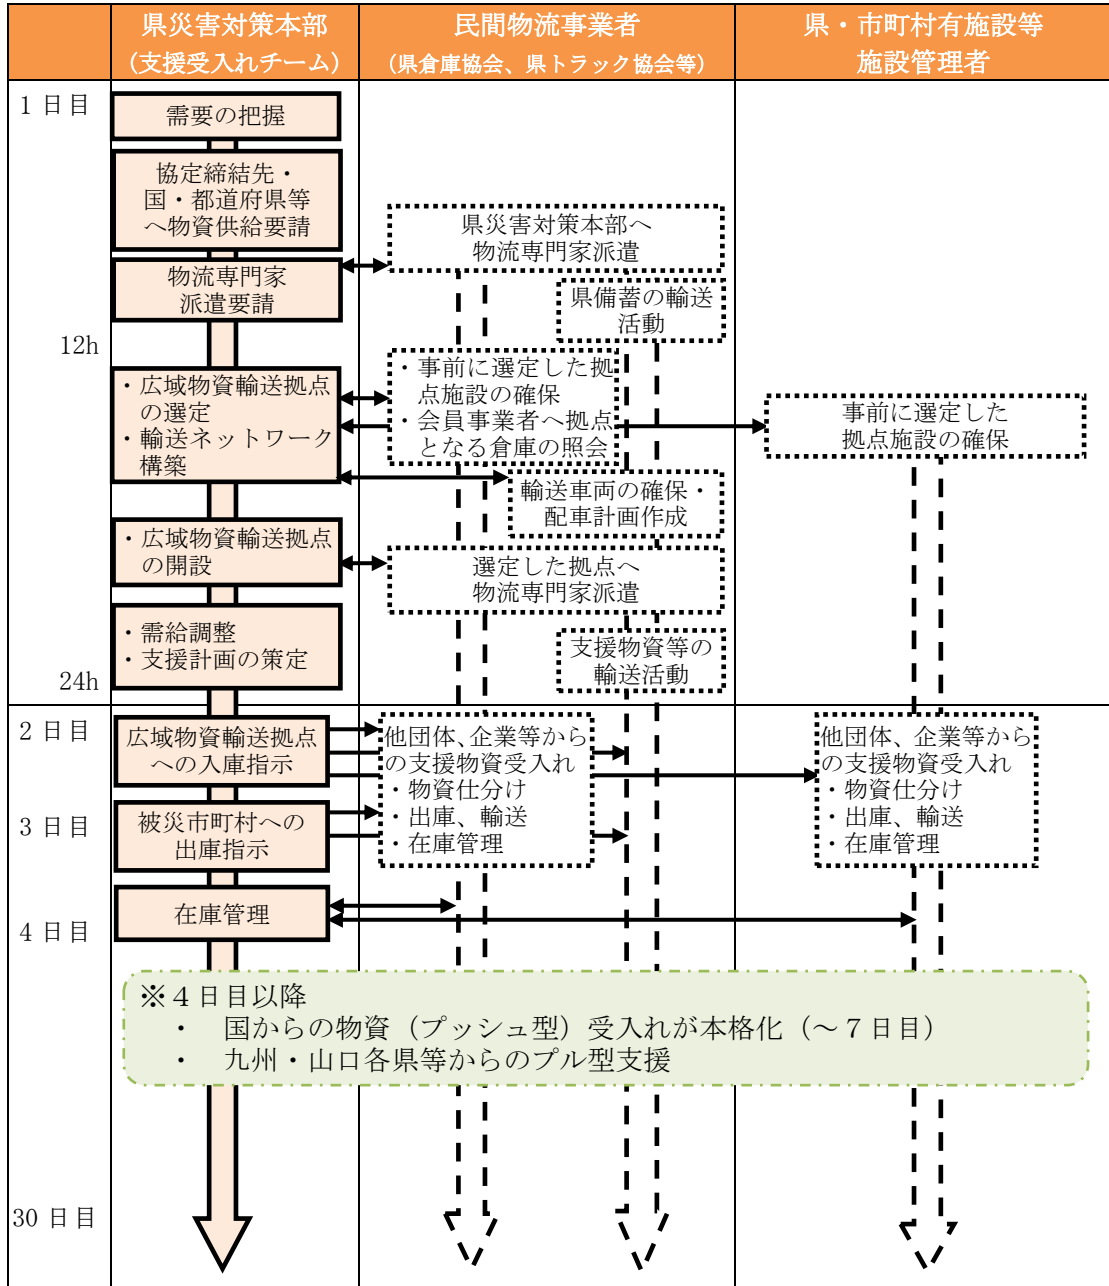 県災害対策本部
(支援受入れチーム)
民間物流事業者
(県倉庫協会、県トラック協会等)
県・市町村有施設等
施設管理者
1日目
需要の把握
協定締結先・
国・都道府県等
へ物資供給要請
県災害対策本部へ
物流専門家派遣
物流専門家
派遣要請
県備蓄の輸送
活動
12h
・広域物資輸送拠点
の選定
・輸送ネットワーク
構築
・事前に選定した拠
点施設の確保
・会員事業者へ拠点
となる倉庫の照会
事前に選定した
拠点施設の確保
輸送車両の確保・
配車計画作成
・広域物資輸送拠点
の開設
選定した拠点へ
物流専門家派遣
・需給調整
・支援計画の策定
支援物資等の
輸送活動
24h
2日目
広域物資輸送拠点
への入庫指示
他団体、企業等から
の支援物資受入れ
・物資仕分け
・出庫、輸送
・在庫管理
他団体、企業等から
の支援物資受入れ
・物資仕分け
・出庫、輸送
・在庫管理
3日目
被災市町村への
出庫指示
在庫管理
4日目
※4日目以降
・ 国からの物資(プッシュ型)受入れが本格化(~7日目)
・ 九州・山口各県等からのプル型支援
30日目